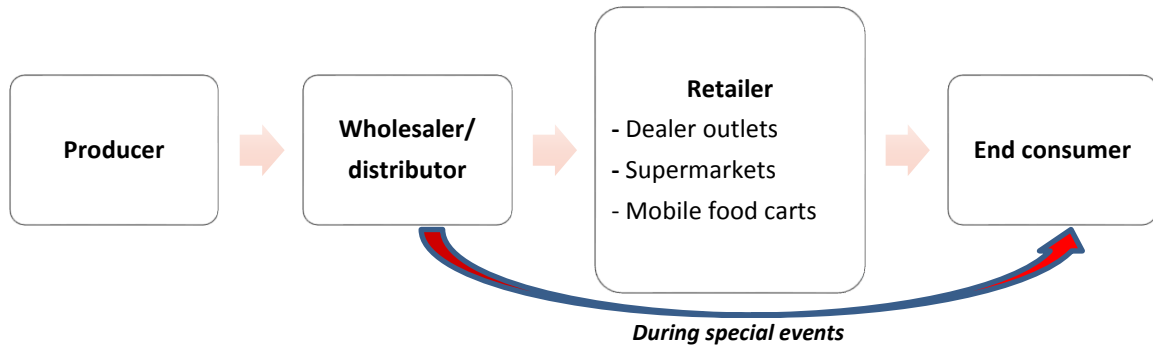 Producer
Wholesaler/
distributor
Retailer
- Dealer outlets
- Supermarkets
- Mobile food carts
End consumer
During special events